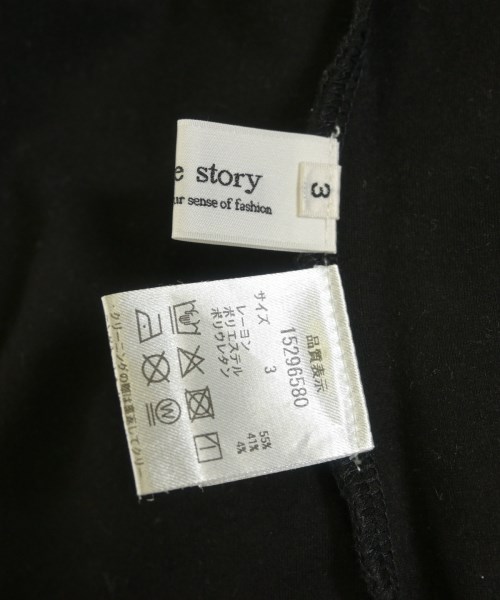 e story
ur sense of fashion
3
品質表示
15296580
サイズ 3
レーヨン 55%
ポリエステル 41%
ポリウレタン 4%
W